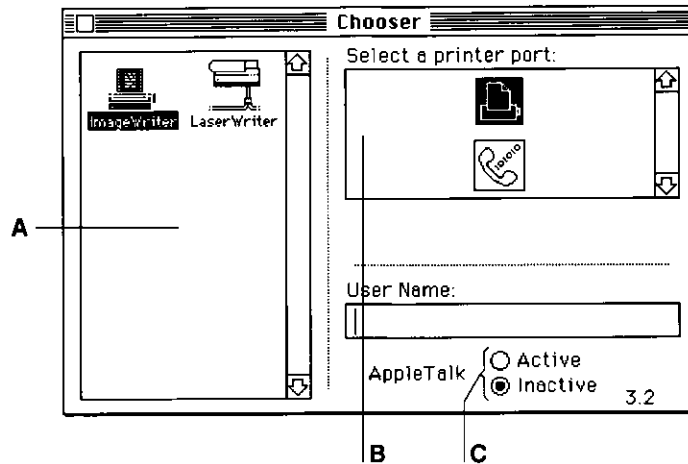 Chooser
ImageWriter
LaserWriter
Select a printer port:
A
User Name:
AppleTalk
Active
Inactive
3.2
B
C